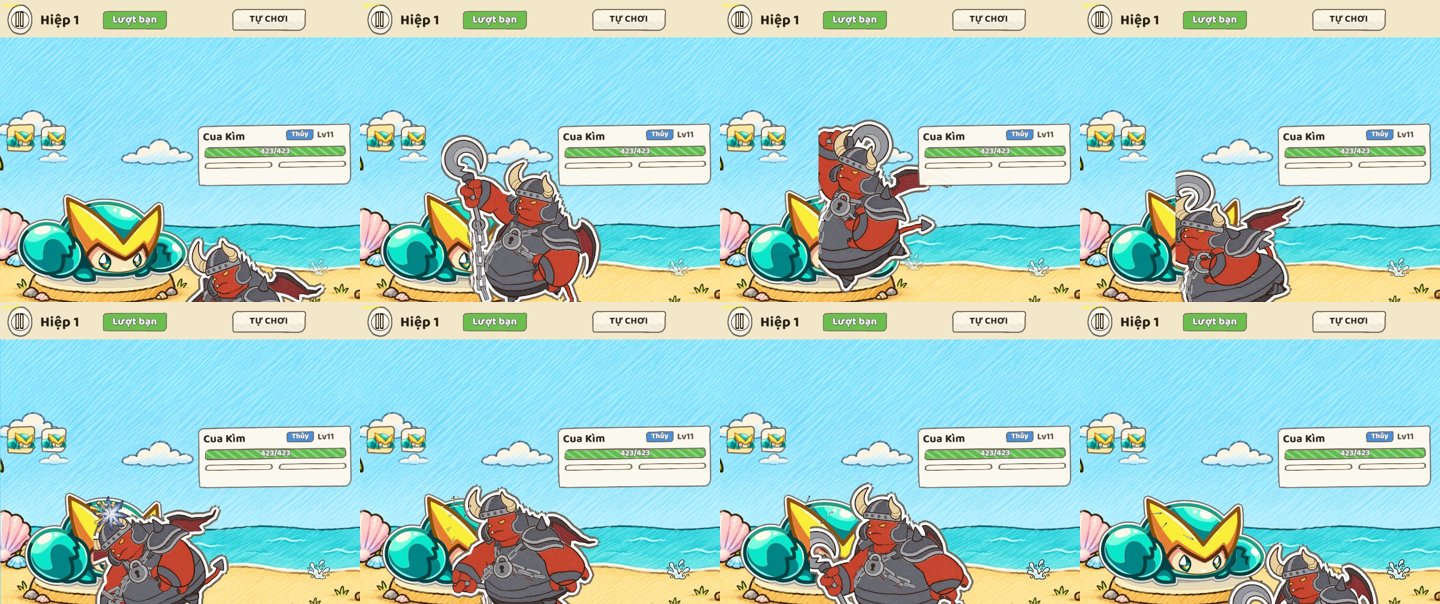 Hiệp 1 Lượt bạn TỰ CHƠI Hiệp 1 Lượt bạn TỰ CHƠI Hiệp 1 Lượt bạn TỰ CHƠI Hiệp 1 Lượt bạn TỰ CHƠI
Cua Kìm Thủy Lv11 Cua Kìm Thủy Lv11 Cua Kìm Thủy Lv11 Cua Kìm Thủy Lv11
423/423 423/423 423/423 423/423
Hiệp 1 Lượt bạn TỰ CHƠI Hiệp 1 Lượt bạn TỰ CHƠI Hiệp 1 Lượt bạn TỰ CHƠI Hiệp 1 Lượt bạn TỰ CHƠI
Cua Kìm Thủy Lv11 Cua Kìm Thủy Lv11 Cua Kìm Thủy Lv11 Cua Kìm Thủy Lv11
423/423 423/423 423/423 423/423